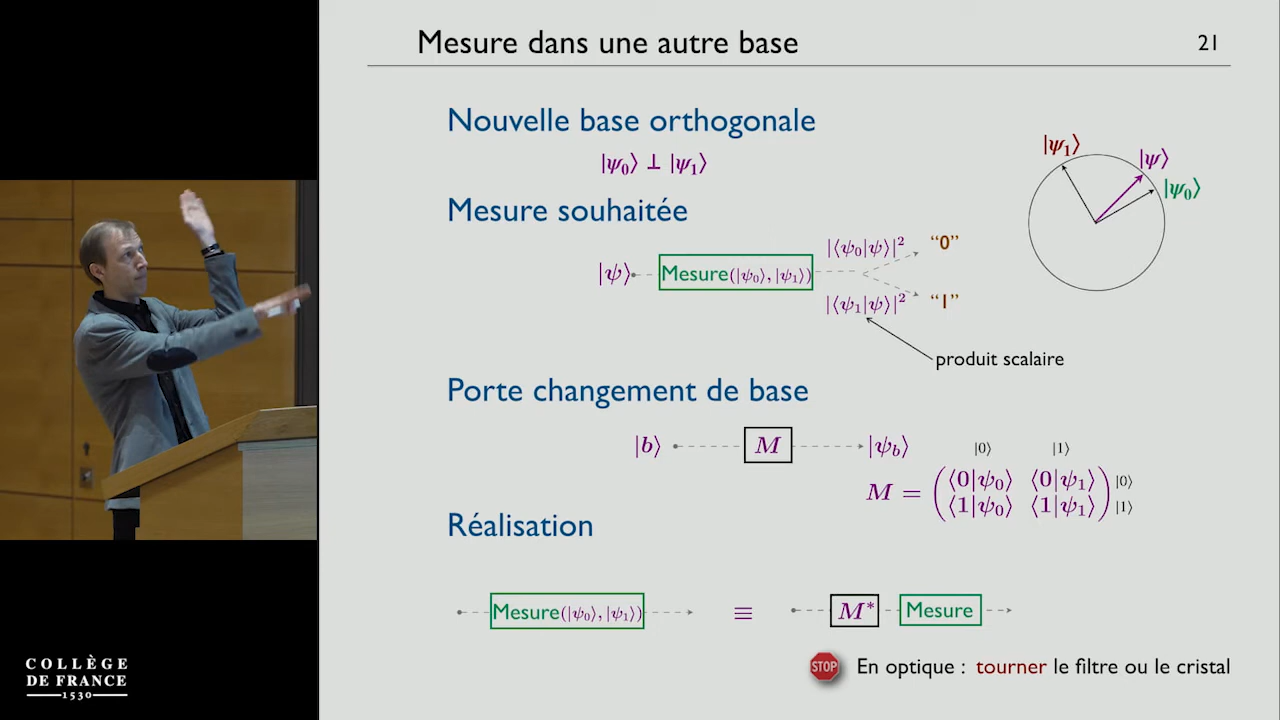 Mesure dans une autre base
21
Nouvelle base orthogonale
|ψ₀⟩ ⊥ |ψ₁⟩
|ψ₁⟩
|ψ⟩
|ψ₀⟩
Mesure souhaitée
|ψ⟩ Mesure(|ψ₀⟩, |ψ₁⟩)
|⟨ψ₀|ψ⟩|² “0”
|⟨ψ₁|ψ⟩|² “1”
produit scalaire
Porte changement de base
|b⟩ M |ψ_b⟩
|0⟩ |1⟩
M = (⟨0|ψ₀⟩ ⟨0|ψ₁⟩ |0⟩
⟨1|ψ₀⟩ ⟨1|ψ₁⟩) |1⟩
Réalisation
Mesure(|ψ₀⟩, |ψ₁⟩) ≡ M* Mesure
STOP En optique : tourner le filtre ou le cristal
COLLÈGE
DE FRANCE
1530